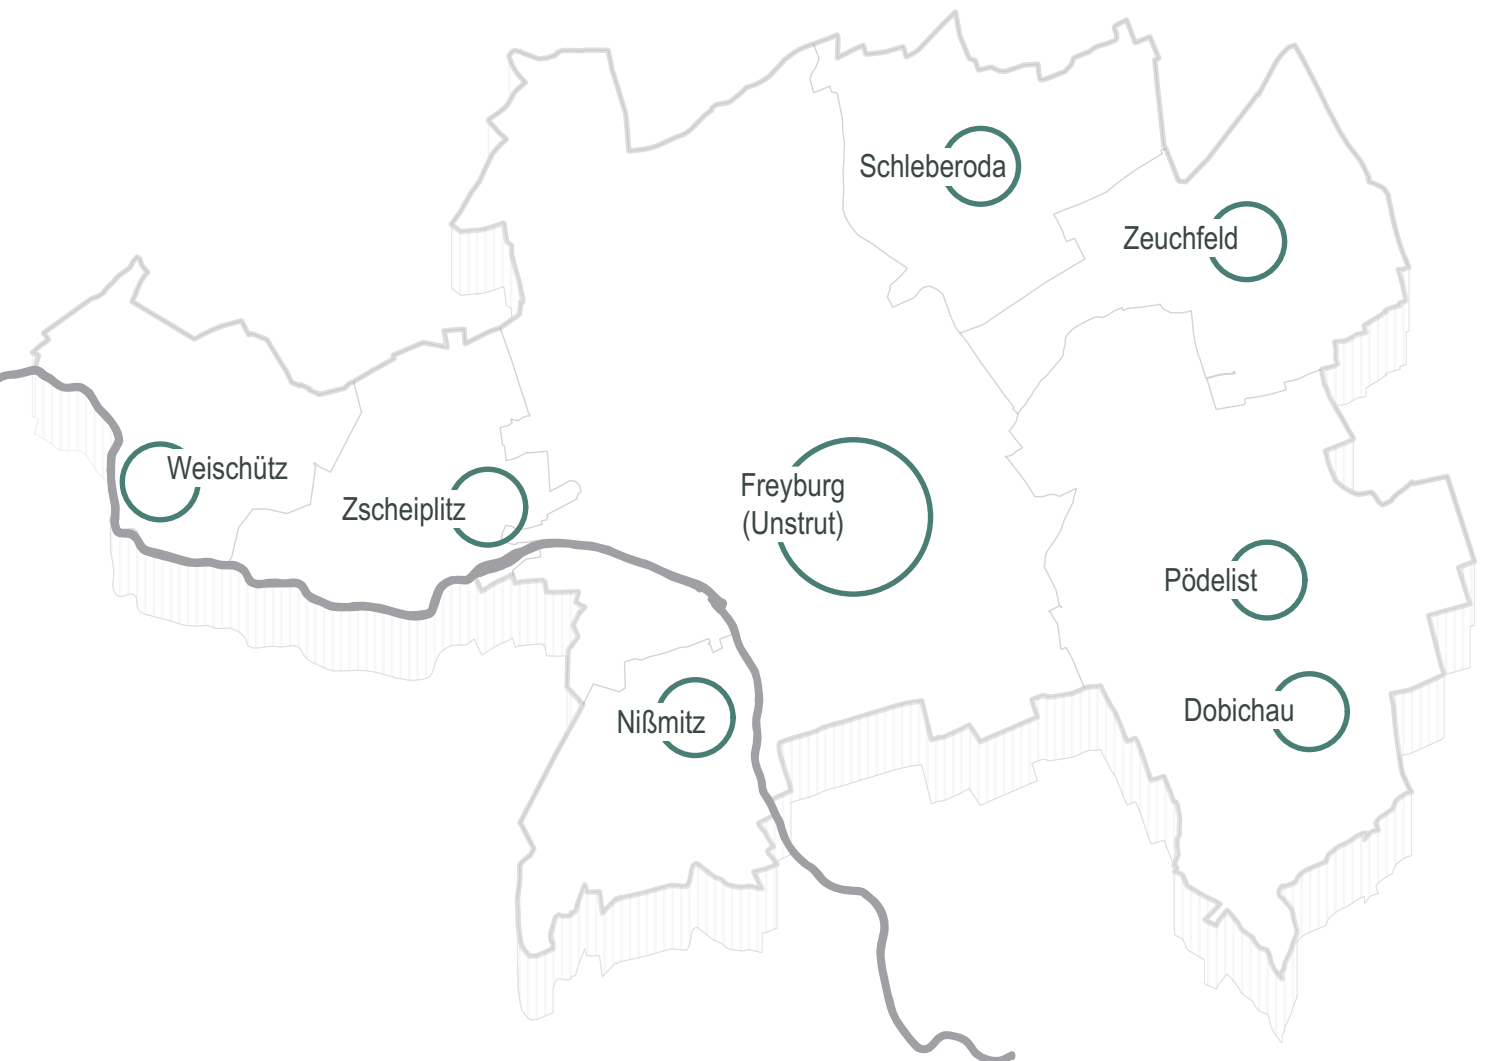 Schleberoda
Zeuchfeld
Weischütz
Zscheiplitz
Freyburg
(Unstrut)
Pödelist
Dobichau
Nißmitz